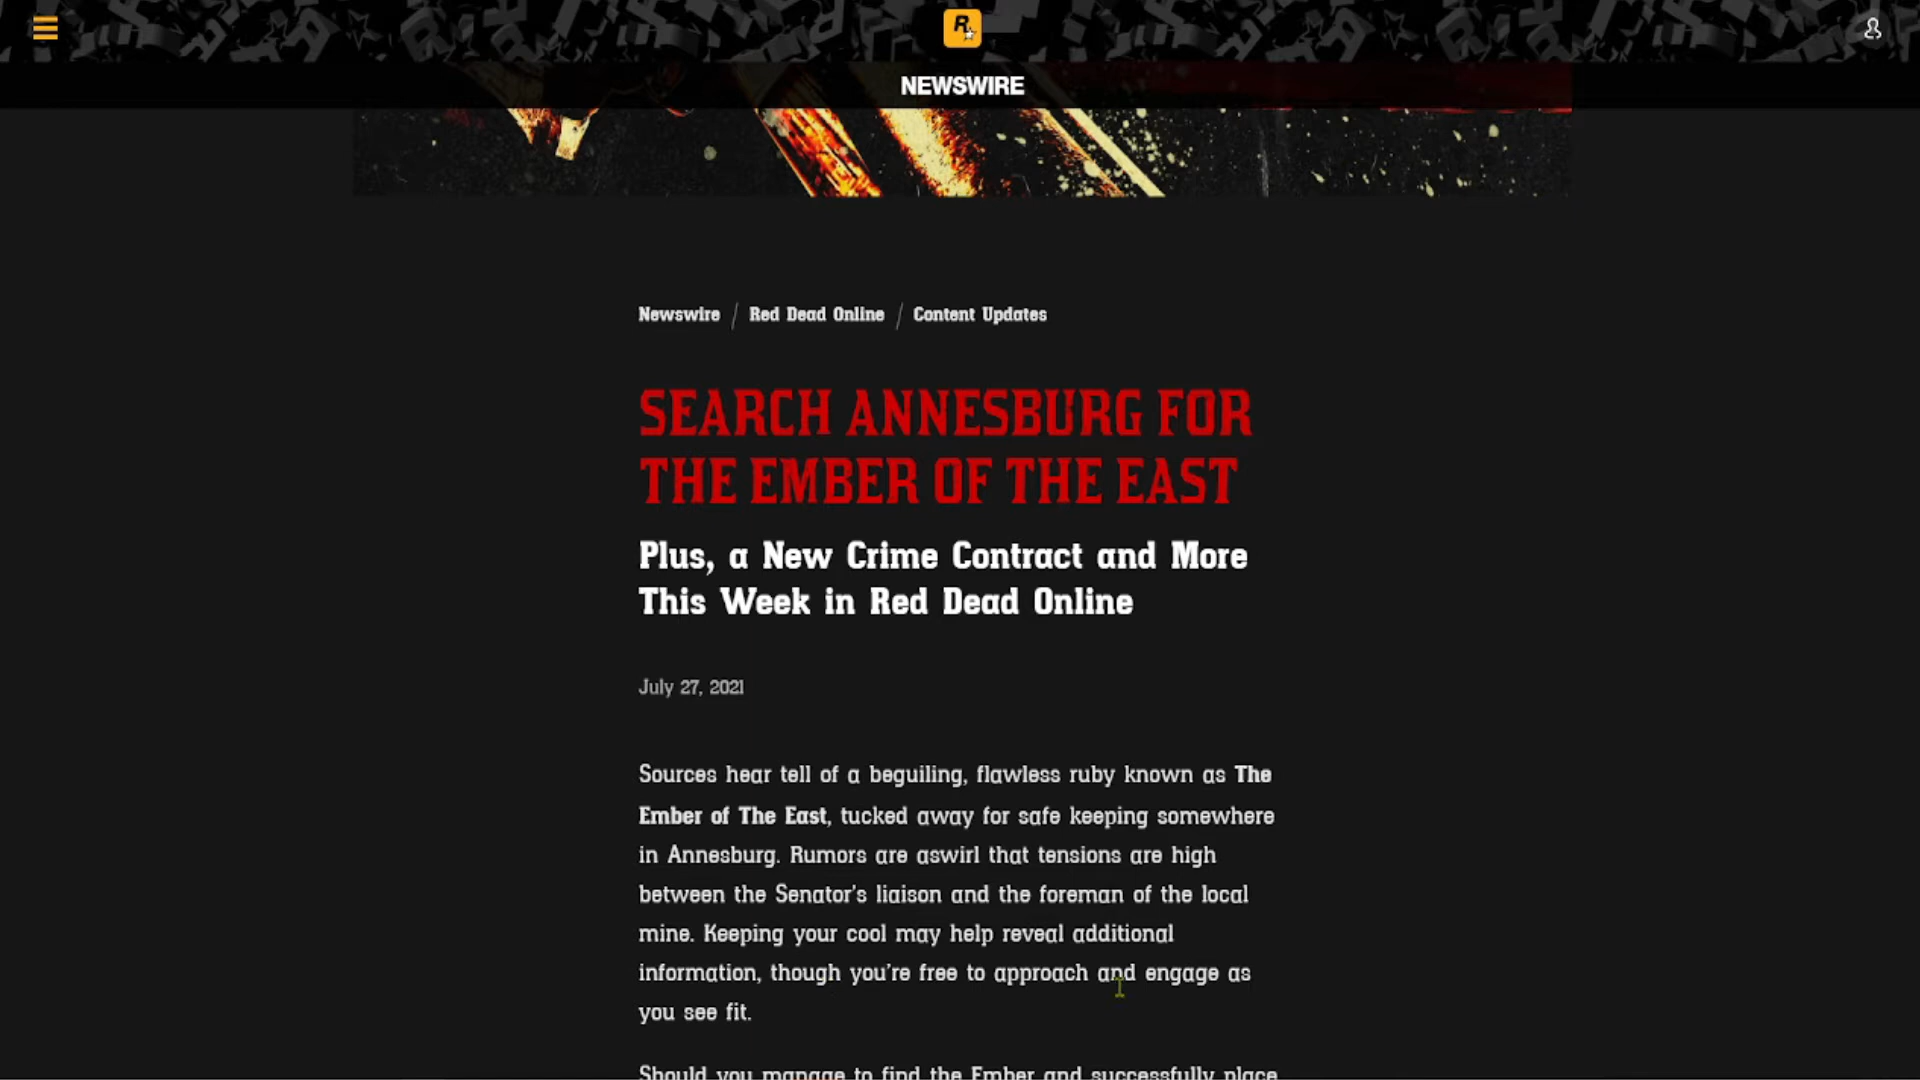 R
NEWSWIRE
Newswire / Red Dead Online / Content Updates
SEARCH ANNESBURG FOR
THE EMBER OF THE EAST
Plus, a New Crime Contract and More
This Week in Red Dead Online
July 27, 2021
Sources hear tell of a beguiling, flawless ruby known as The
Ember of The East, tucked away for safe keeping somewhere
in Annesburg. Rumors are aswirl that tensions are high
between the Senator's liaison and the foreman of the local
mine. Keeping your cool may help reveal additional
information, though you're free to approach and engage as
you see fit.
Should you manage to find the Ember and successfully place